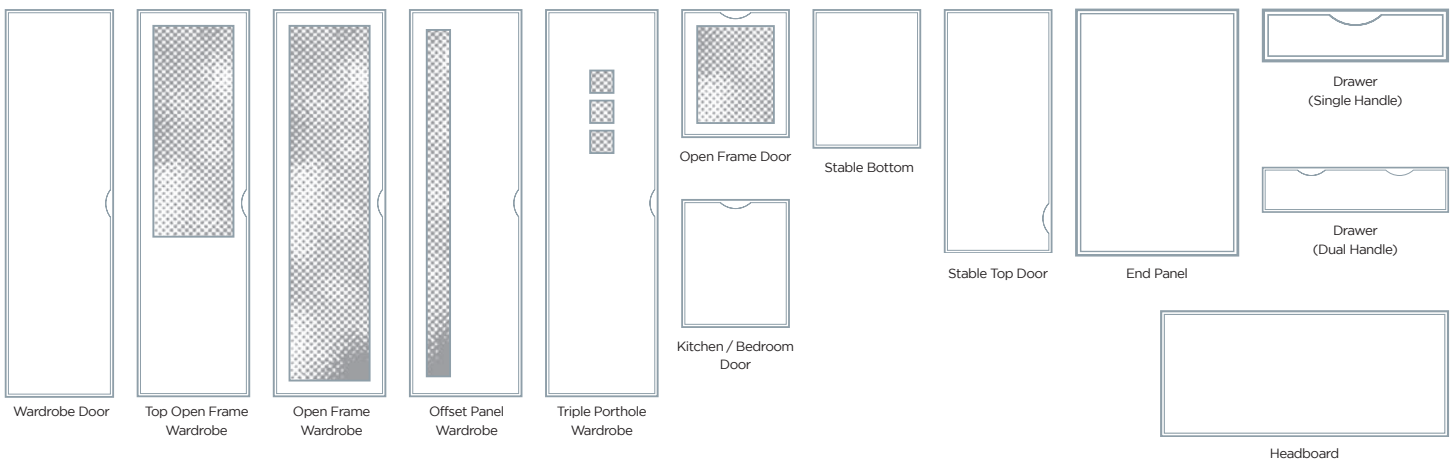 Wardrobe Door
Top Open Frame
Wardrobe
Open Frame
Wardrobe
Offset Panel
Wardrobe
Triple Porthole
Wardrobe
Open Frame Door
Kitchen / Bedroom
Door
Stable Bottom
Stable Top Door
End Panel
Drawer
(Single Handle)
Drawer
(Dual Handle)
Headboard